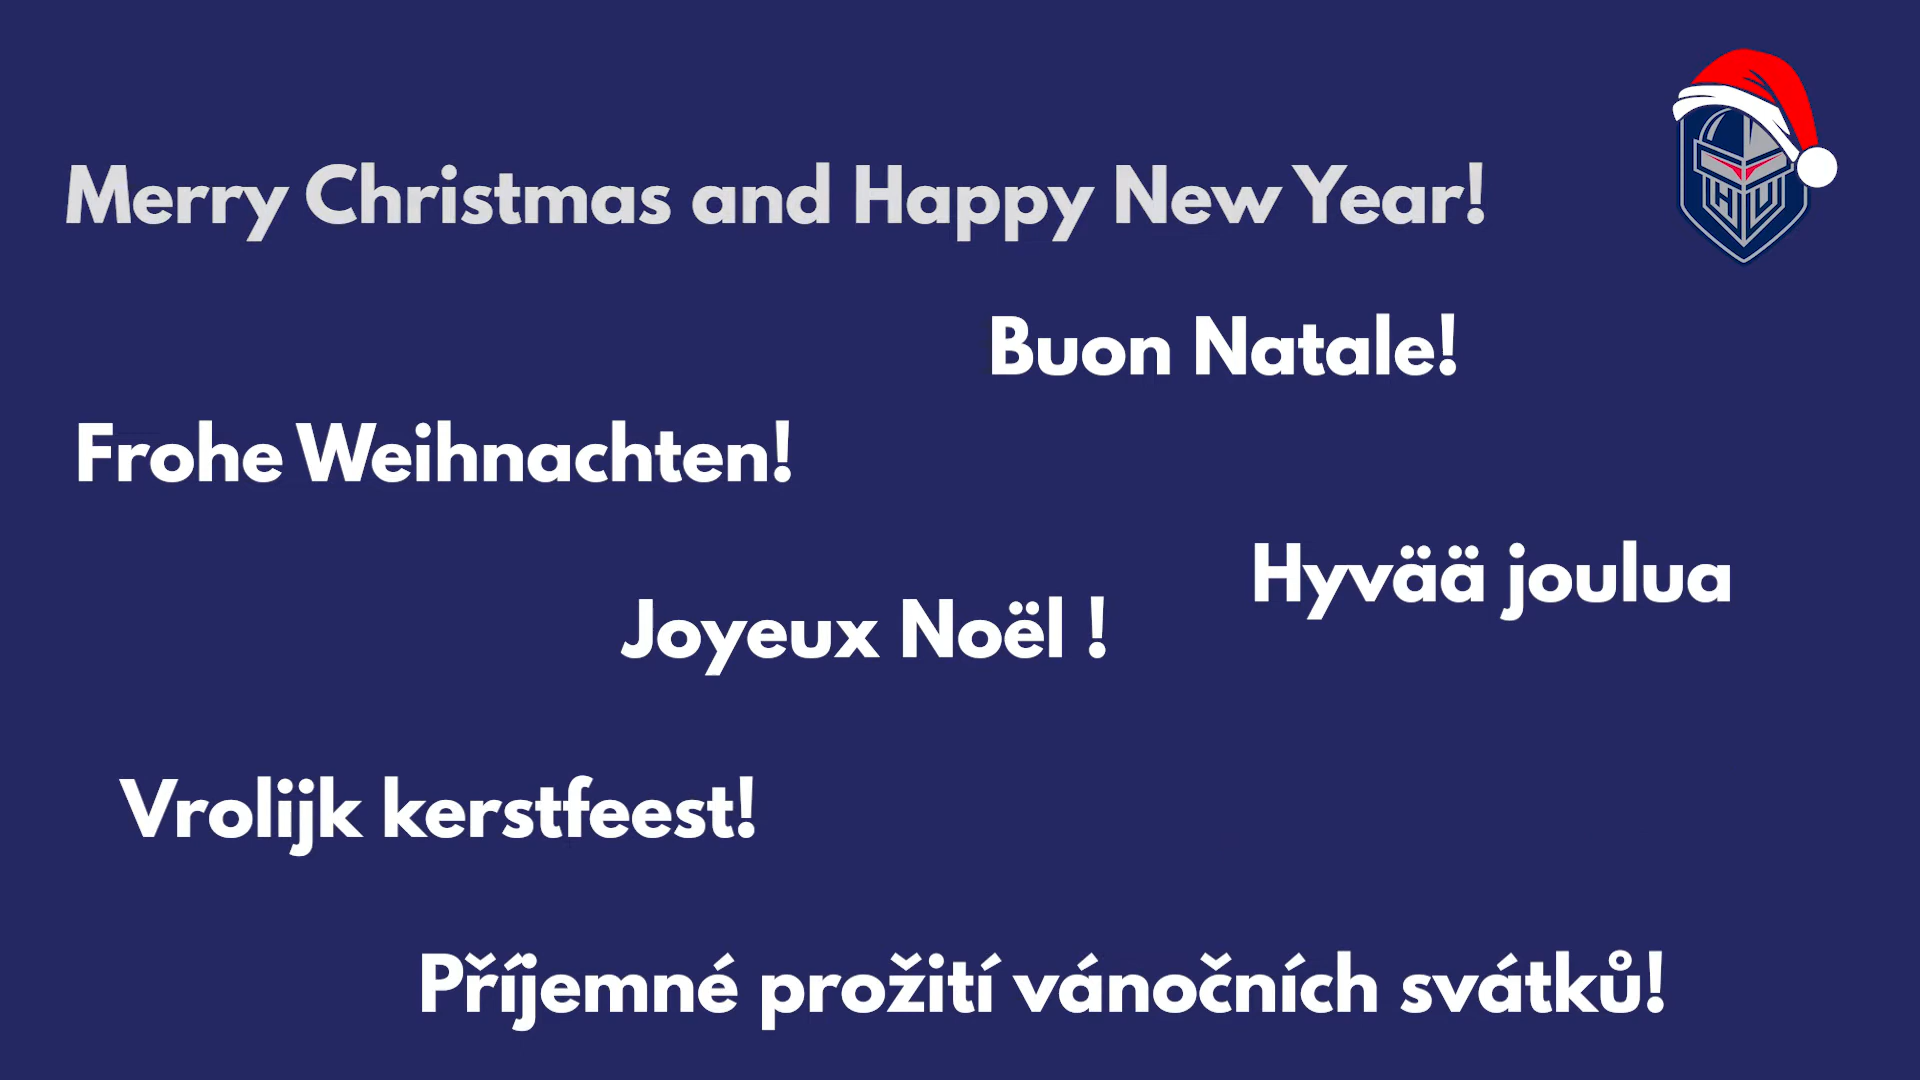 Merry Christmas and Happy New Year!
Buon Natale!
Frohe Weihnachten!
Hyvää joulua
Joyeux Noël !
Vrolijk kerstfeest!
Příjemné prožití vánočních svátků!